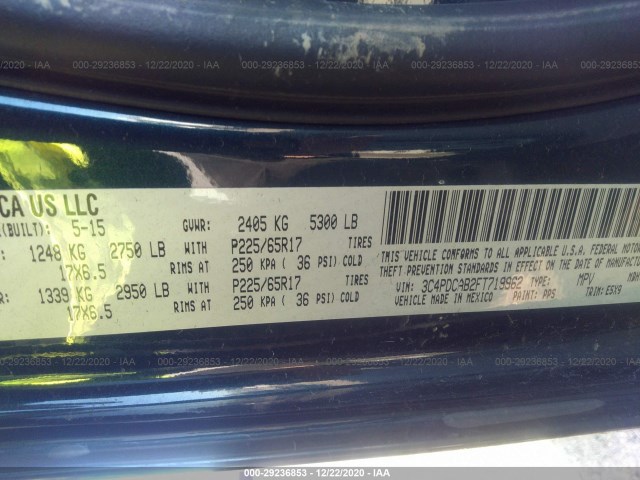 000-29236853 - 12/22/2020 - IAA
CA US LLC
(BUILT): 5-15
GVWR: 2405 KG 5300 LB
1248 KG 2750 LB WITH P225/65R17 TIRES
17X6.5 RIMS AT 250 KPA ( 36 PSI) COLD
1339 KG 2950 LB WITH P225/65R17 TIRES
17X6.5 RIMS AT 250 KPA ( 36 PSI) COLD
THIS VEHICLE CONFORMS TO ALL APPLICABLE U.S.A. FEDERAL MOTOR
THEFT PREVENTION STANDARDS IN EFFECT ON THE
VIN: 3C4PDCAB2FT719962 TYPE: MPV
VEHICLE MADE IN MEXICO PAINT: PPS TRIM: E5X9
000-29236853 - 12/22/2020 - IAA